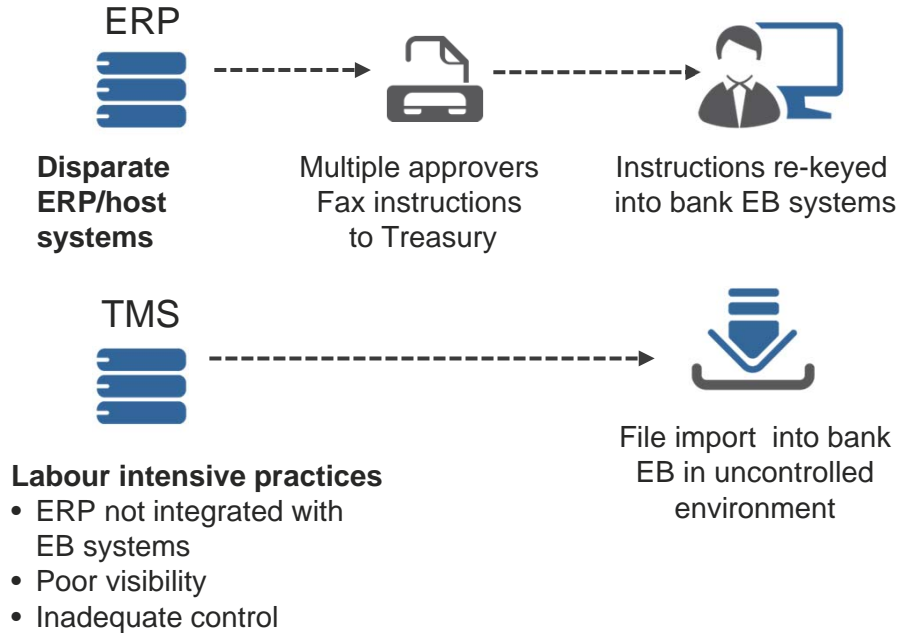 ERP
Disparate
ERP/host
systems
Multiple approvers
Fax instructions
to Treasury
Instructions re-keyed
into bank EB systems
TMS
Labour intensive practices
• ERP not integrated with
EB systems
• Poor visibility
• Inadequate control
File import into bank
EB in uncontrolled
environment